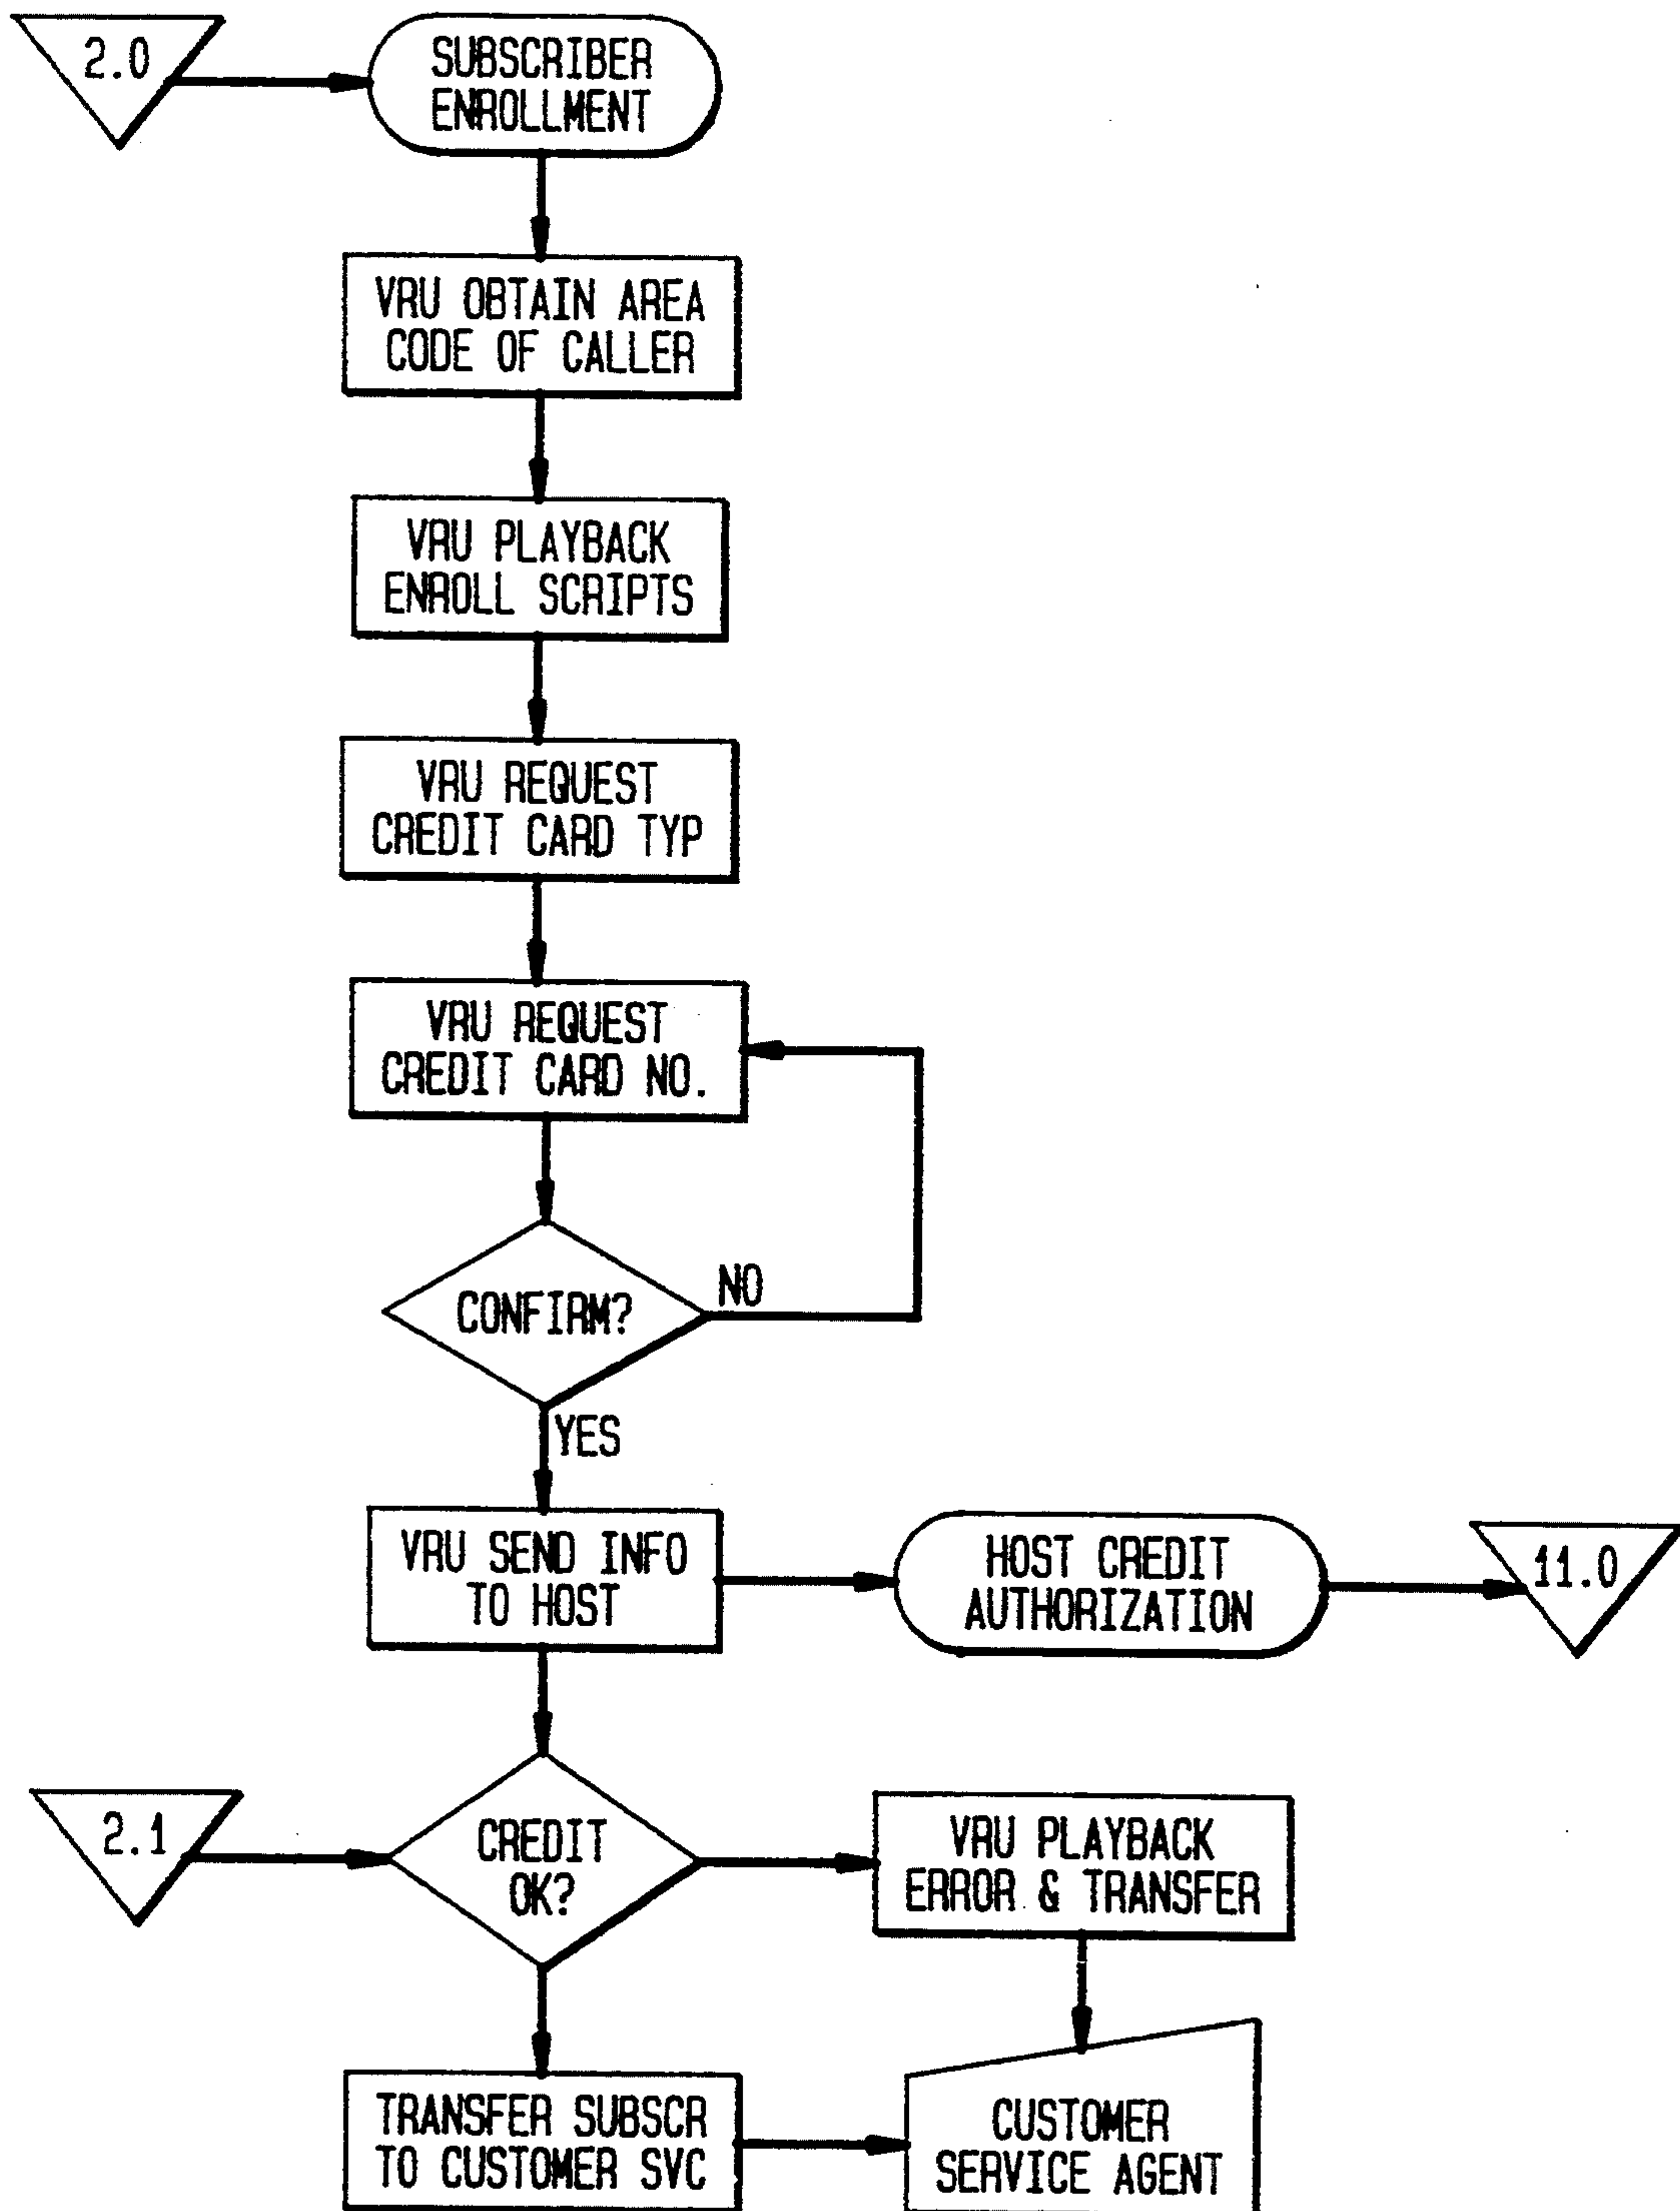 2.0
SUBSCRIBER
ENROLLMENT
VRU OBTAIN AREA
CODE OF CALLER
VRU PLAYBACK
ENROLL SCRIPTS
VRU REQUEST
CREDIT CARD TYP
VRU REQUEST
CREDIT CARD NO.
CONFIRM?
NO
YES
VRU SEND INFO
TO HOST
HOST CREDIT
AUTHORIZATION
11.0
2.1
CREDIT
OK?
VRU PLAYBACK
ERROR & TRANSFER
TRANSFER SUBSCR
TO CUSTOMER SVC
CUSTOMER
SERVICE AGENT